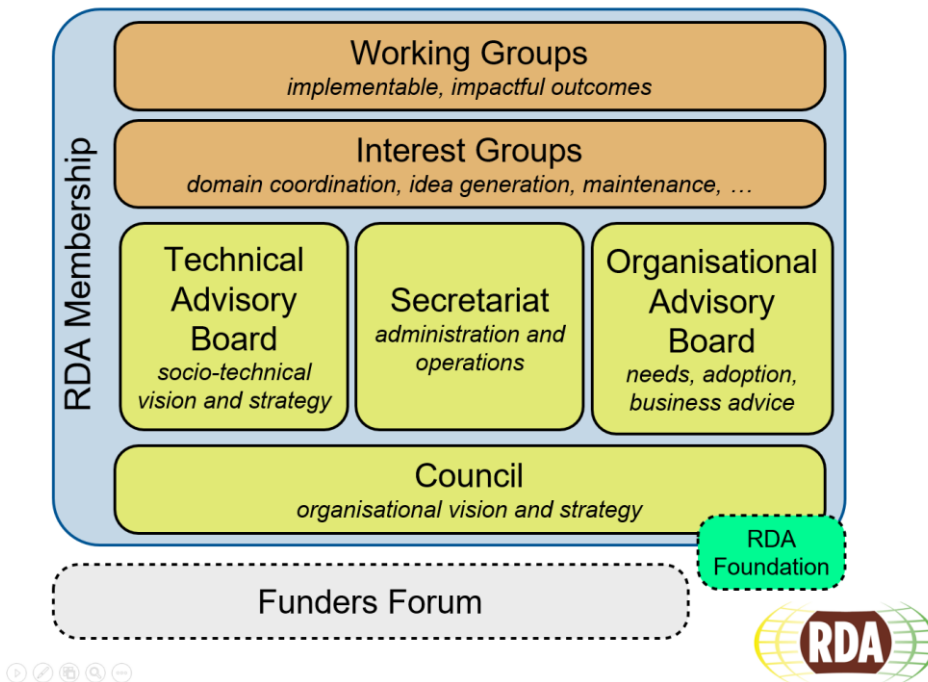 RDA Membership
Working Groups
implementable, impactful outcomes
Interest Groups
domain coordination, idea generation, maintenance, …
Technical
Advisory
Board
socio-technical
vision and strategy
Secretariat
administration and
operations
Organisational
Advisory
Board
needs, adoption,
business advice
Council
organisational vision and strategy
RDA
Foundation
Funders Forum
RDA